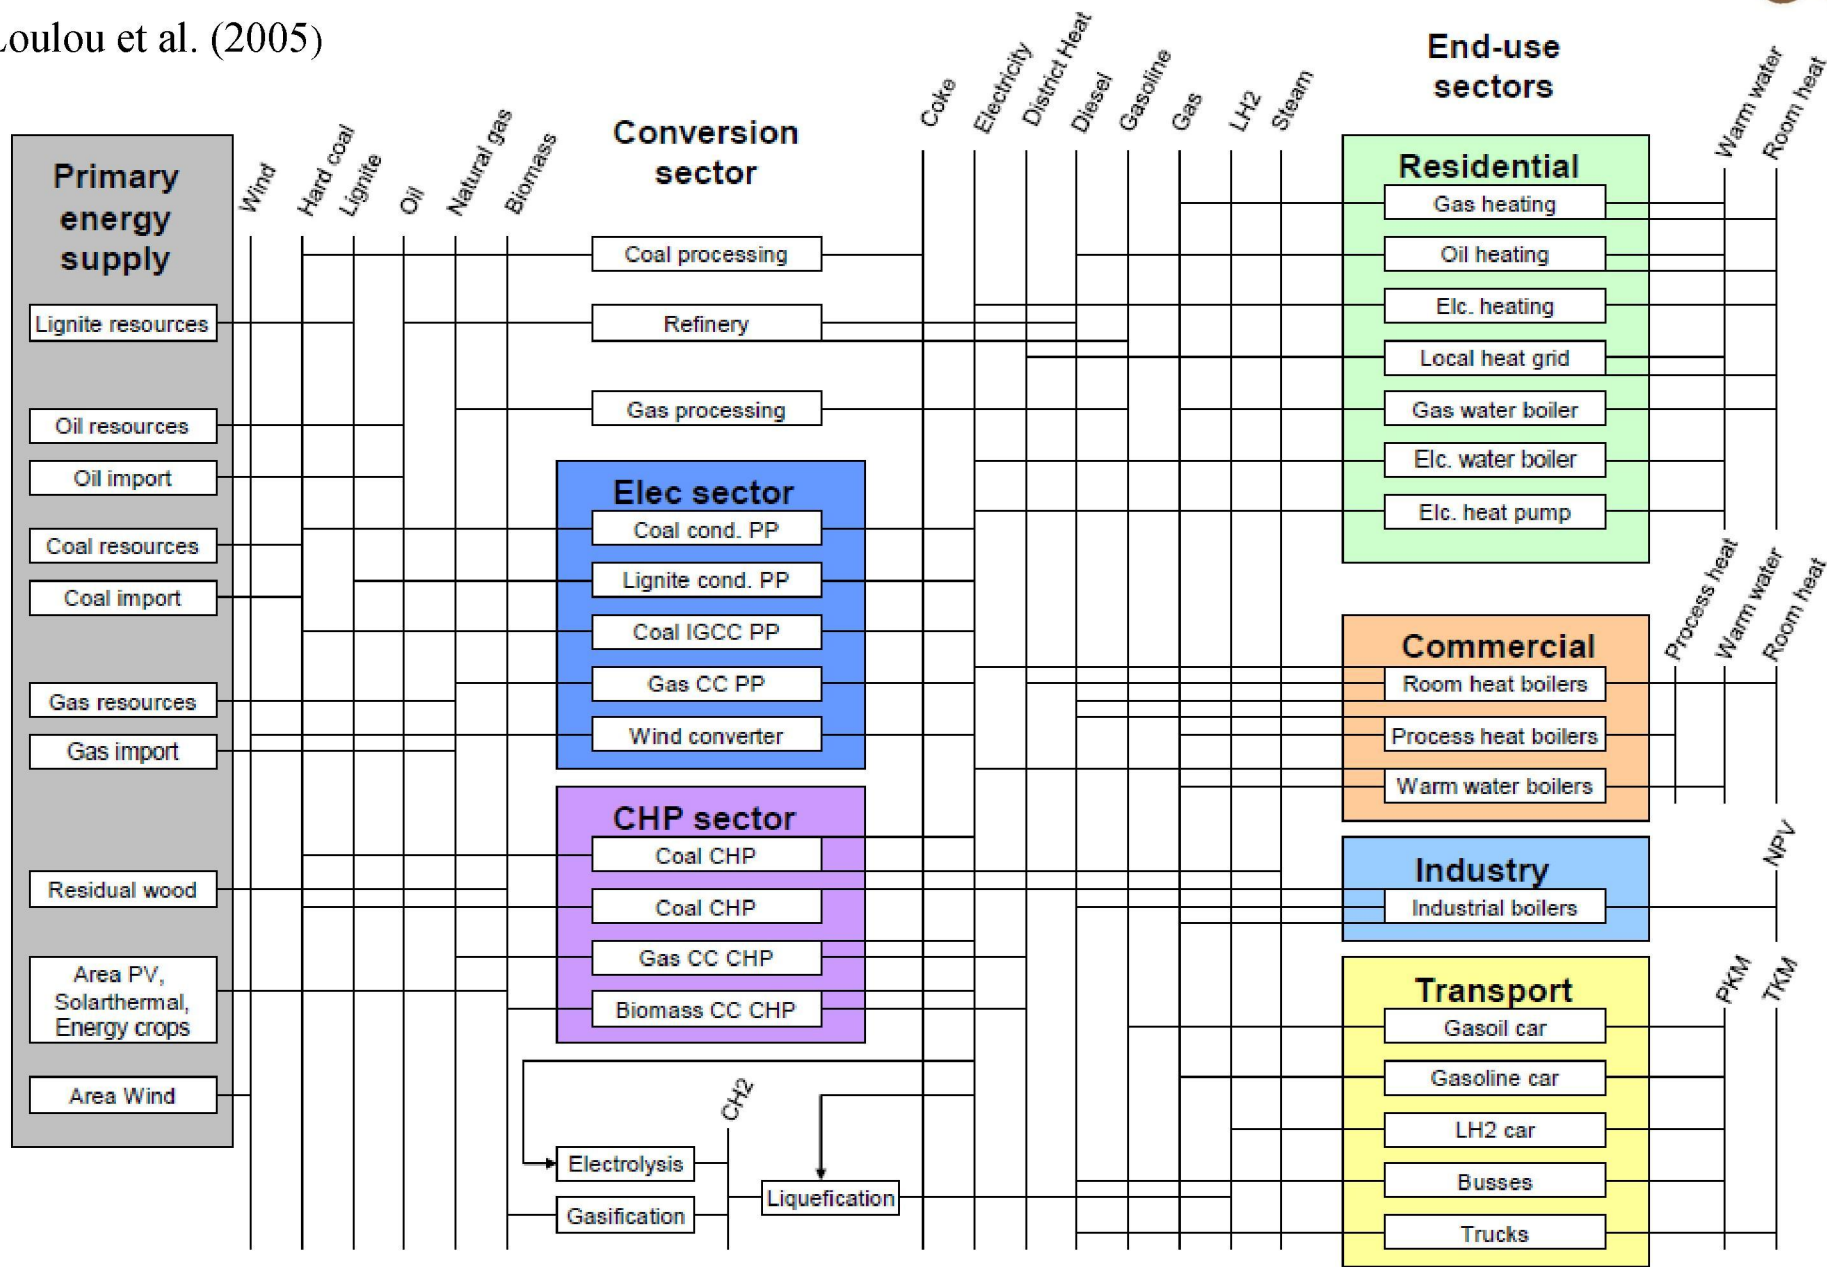 Loulou et al. (2005)
Primary
energy
supply
Lignite resources
Oil resources
Oil import
Coal resources
Coal import
Gas resources
Gas import
Residual wood
Area PV,
Solarthermal,
Energy crops
Area Wind
Wind
Hard coal
Lignite
Oil
Natural gas
Biomass
Conversion
sector
Coal processing
Refinery
Gas processing
Elec sector
Coal cond. PP
Lignite cond. PP
Coal IGCC PP
Gas CC PP
Wind converter
CHP sector
Coal CHP
Coal CHP
Gas CC CHP
Biomass CC CHP
CH2
Electrolysis
Gasification
Liquefication
Coke
Electricity
District Heat
Diesel
Gasoline
Gas
LH2
Steam
End-use
sectors
Residential
Gas heating
Oil heating
Elc. heating
Local heat grid
Gas water boiler
Elc. water boiler
Elc. heat pump
Warm water
Room heat
Commercial
Room heat boilers
Process heat boilers
Warm water boilers
Process heat
Warm water
Room heat
Industry
Industrial boilers
NPV
Transport
Gasoil car
Gasoline car
LH2 car
Busses
Trucks
PKM
TKM